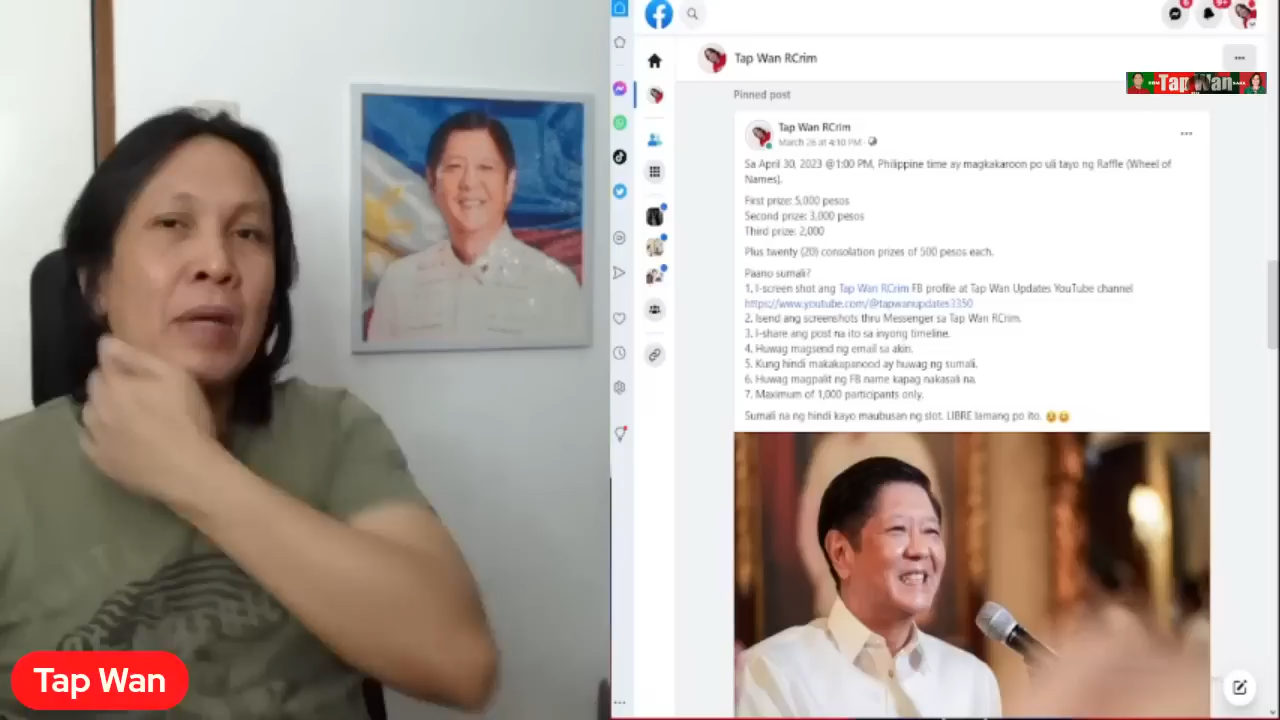 Tap Wan RCrim
Tap Wan
Pinned post
Tap Wan RCrim
March 26 at 4:10 PM
Sa April 30, 2023 @1:00 PM, Philippine time ay magkakaroon po uli tayo ng Raffle (Wheel of
Names).
First prize: 5,000 pesos
Second prize: 3,000 pesos
Third prize: 2,000
Plus twenty (20) consolation prizes of 500 pesos each.
Paano sumali?
1. I-screen shot ang Tap Wan RCrim FB profile at Tap Wan Updates YouTube channel
https://www.youtube.com/@tapwanupdates3350
2. Isend ang screenshots thru Messenger sa Tap Wan RCrim.
3. I-share ang post na ito sa inyong timeline.
4. Huwag magsend ng email sa akin.
5. Kung hindi makakapanood ay huwag ng sumali.
6. Huwag magpalit ng FB name kapag nakasali na.
7. Maximum of 1,000 participants only.
Sumali na ng hindi kayo maubusan ng slot. LIBRE lamang po ito.
Tap Wan